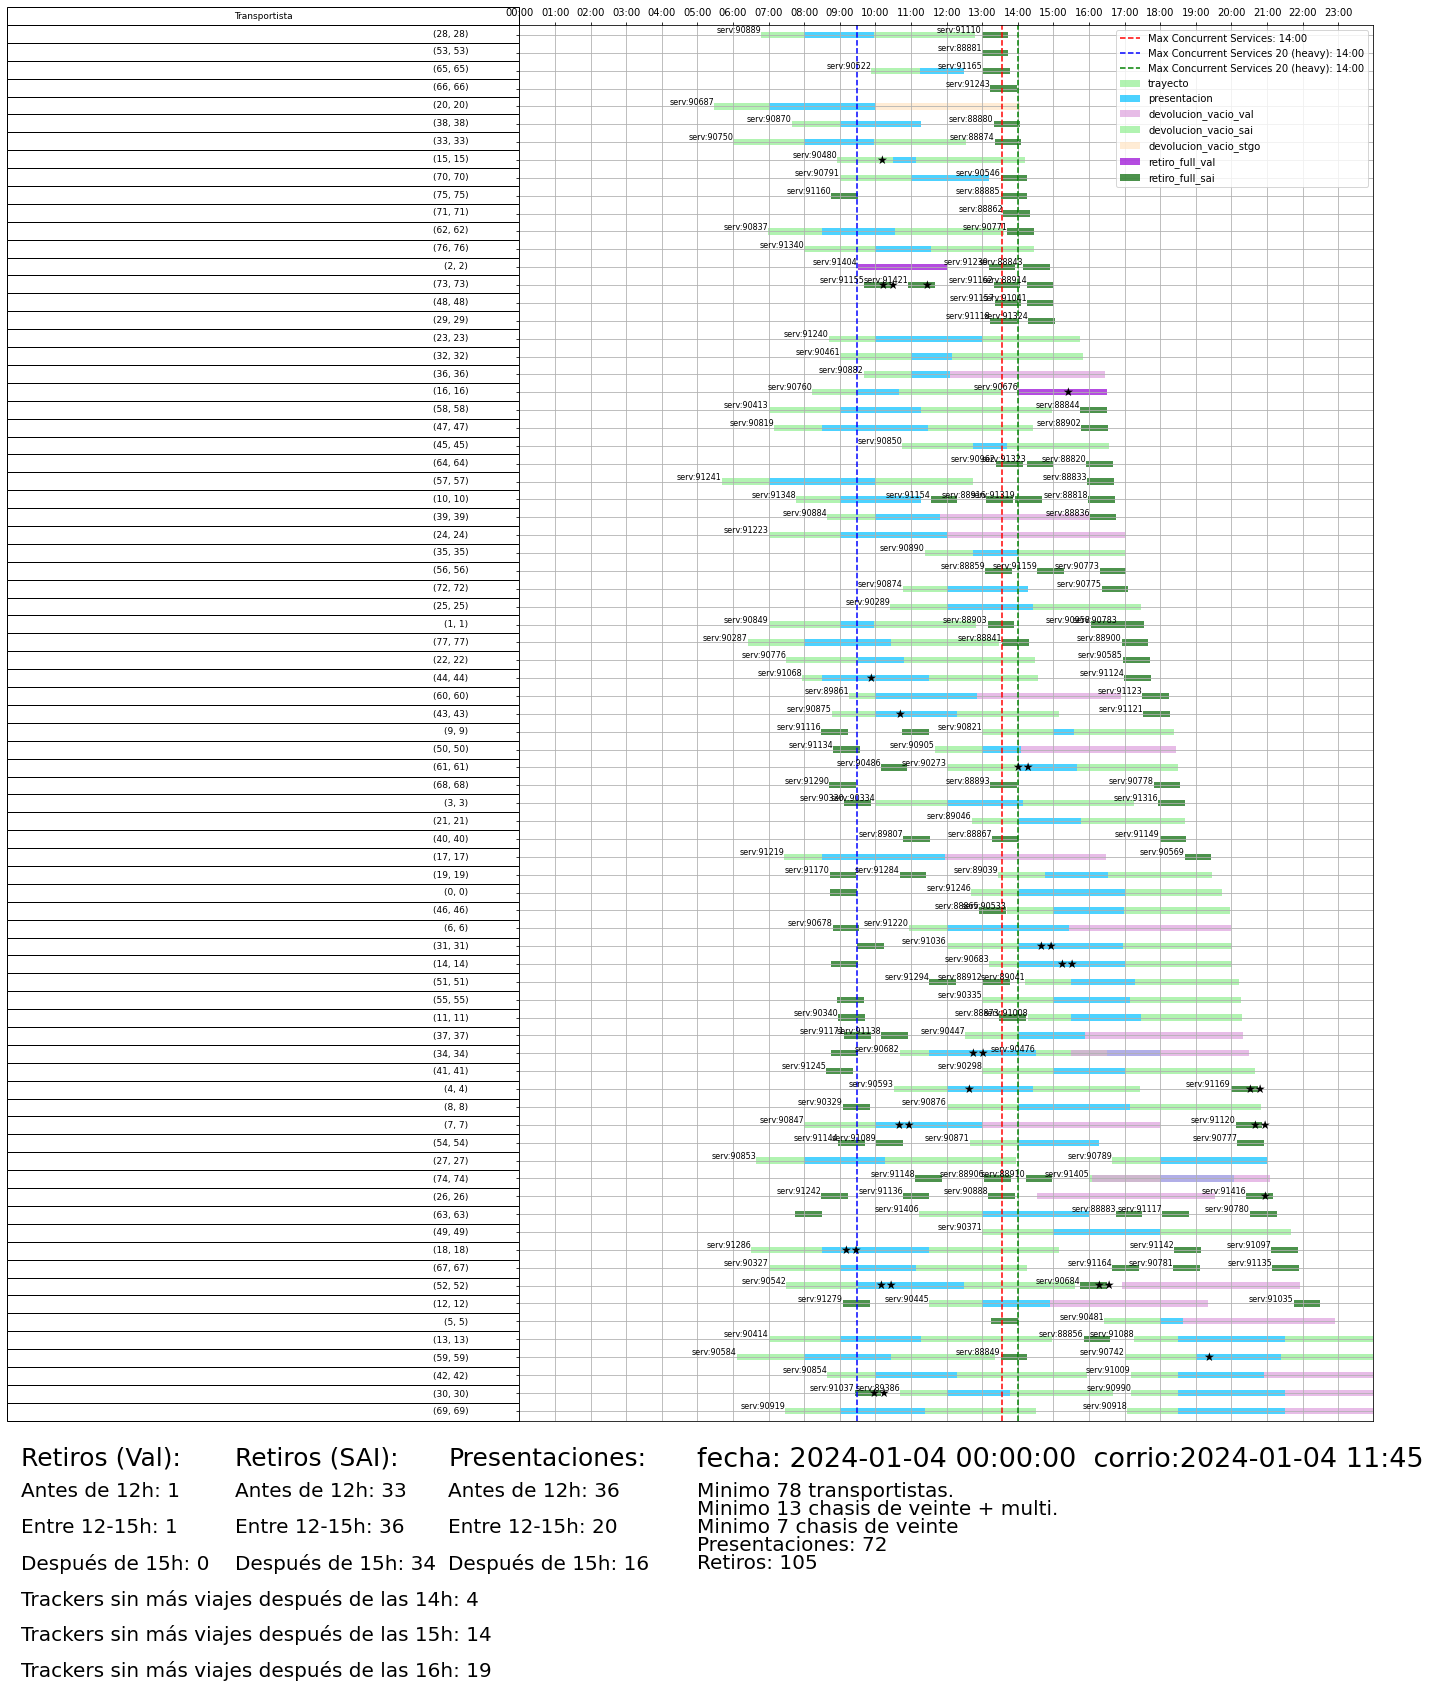 Transportista
00:00 01:00 02:00 03:00 04:00 05:00 06:00 07:00 08:00 09:00 10:00 11:00 12:00 13:00 14:00 15:00 16:00 17:00 18:00 19:00 20:00 21:00 22:00 23:00
Max Concurrent Services: 14:00
Max Concurrent Services 20 (heavy): 14:00
Max Concurrent Services 20 (heavy): 14:00
trayecto
presentacion
devolucion_vacio_val
devolucion_vacio_sai
devolucion_vacio_stgo
retiro_full_val
retiro_full_sai
(28, 28) serv:90889 serv:91110
(53, 53) serv:88881
(65, 65) serv:90522 serv:91165
(66, 66) serv:91243
(20, 20) serv:90687
(38, 38) serv:90870 serv:88880
(33, 33) serv:90750 serv:88874
(15, 15) serv:90480
(70, 70) serv:90791 serv:90546
(75, 75) serv:91160 serv:88885
(71, 71) serv:88862
(62, 62) serv:90837 serv:90771
(76, 76) serv:91340
(2, 2) serv:91404 serv:91239 serv:88843
(73, 73) serv:91155 serv:91421 serv:91162 serv:88914
(48, 48) serv:91157 serv:91041
(29, 29) serv:91118 serv:91324
(23, 23) serv:91240
(32, 32) serv:90461
(36, 36) serv:90882
(16, 16) serv:90760 serv:90676
(58, 58) serv:90413 serv:88844
(47, 47) serv:90819 serv:88902
(45, 45) serv:90850
(64, 64) serv:90962 serv:91323 serv:88820
(57, 57) serv:91241 serv:88833
(10, 10) serv:91348 serv:91154 serv:88916 serv:91319 serv:88818
(39, 39) serv:90884 serv:88836
(24, 24) serv:91223
(35, 35) serv:90890
(56, 56) serv:88859 serv:91159 serv:90773
(72, 72) serv:90874 serv:90775
(25, 25) serv:90289
(1, 1) serv:90849 serv:88903 serv:90783
(77, 77) serv:90287 serv:88841 serv:88900
(22, 22) serv:90776 serv:90585
(44, 44) serv:91068 serv:91124
(60, 60) serv:89861 serv:91123
(43, 43) serv:90875 serv:91121
(9, 9) serv:91116 serv:90821
(50, 50) serv:91134 serv:90905
(61, 61) serv:90486 serv:90273
(68, 68) serv:91290 serv:88893 serv:90778
(3, 3) serv:90334 serv:91316
(21, 21) serv:89046
(40, 40) serv:89807 serv:88867 serv:91149
(17, 17) serv:91219 serv:90569
(19, 19) serv:91170 serv:91284 serv:89039
(0, 0) serv:91246
(46, 46) serv:88865 serv:90533
(6, 6) serv:90678 serv:91220
(31, 31) serv:91036
(14, 14) serv:90683
(51, 51) serv:91294 serv:88912 serv:89041
(55, 55) serv:90335
(11, 11) serv:90340 serv:88873 serv:91008
(37, 37) serv:91171 serv:91138 serv:90447
(34, 34) serv:90682 serv:90476
(41, 41) serv:91245 serv:90298
(4, 4) serv:90593 serv:91169
(8, 8) serv:90329 serv:90876
(7, 7) serv:90847 serv:91120
(54, 54) serv:91144 serv:91089 serv:90871 serv:90777
(27, 27) serv:90853 serv:90789
(74, 74) serv:91148 serv:88906 serv:88910 serv:91405
(26, 26) serv:91242 serv:91136 serv:90888 serv:91416
(63, 63) serv:91406 serv:88883 serv:91117 serv:90780
(49, 49) serv:90371
(18, 18) serv:91286 serv:91142 serv:91097
(67, 67) serv:90327 serv:91164 serv:90781 serv:91135
(52, 52) serv:90542 serv:90684
(12, 12) serv:91279 serv:90445 serv:91035
(5, 5) serv:90481
(13, 13) serv:90414 serv:88856 serv:91088
(59, 59) serv:90584 serv:88849 serv:90742
(42, 42) serv:90854 serv:91009
(30, 30) serv:91037 serv:89386 serv:90990
(69, 69) serv:90919 serv:90918
Retiros (Val): Retiros (SAI): Presentaciones: fecha: 2024-01-04 00:00:00 corrio:2024-01-04 11:45
Antes de 12h: 1 Antes de 12h: 33 Antes de 12h: 36 Minimo 78 transportistas.
Minimo 13 chasis de veinte + multi.
Entre 12-15h: 1 Entre 12-15h: 36 Entre 12-15h: 20 Minimo 7 chasis de veinte
Presentaciones: 72
Después de 15h: 0 Después de 15h: 34 Después de 15h: 16 Retiros: 105
Trackers sin más viajes después de las 14h: 4
Trackers sin más viajes después de las 15h: 14
Trackers sin más viajes después de las 16h: 19